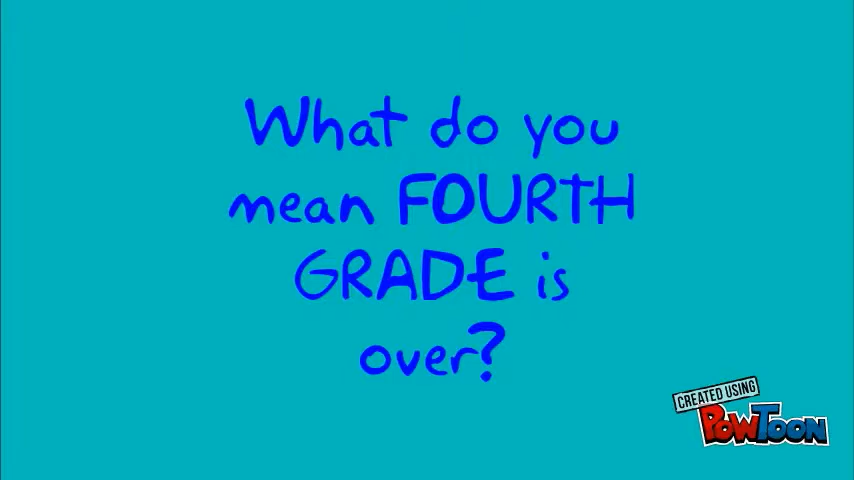 What do you
mean FOURTH
GRADE is
over?
CREATED USING
POWTOON